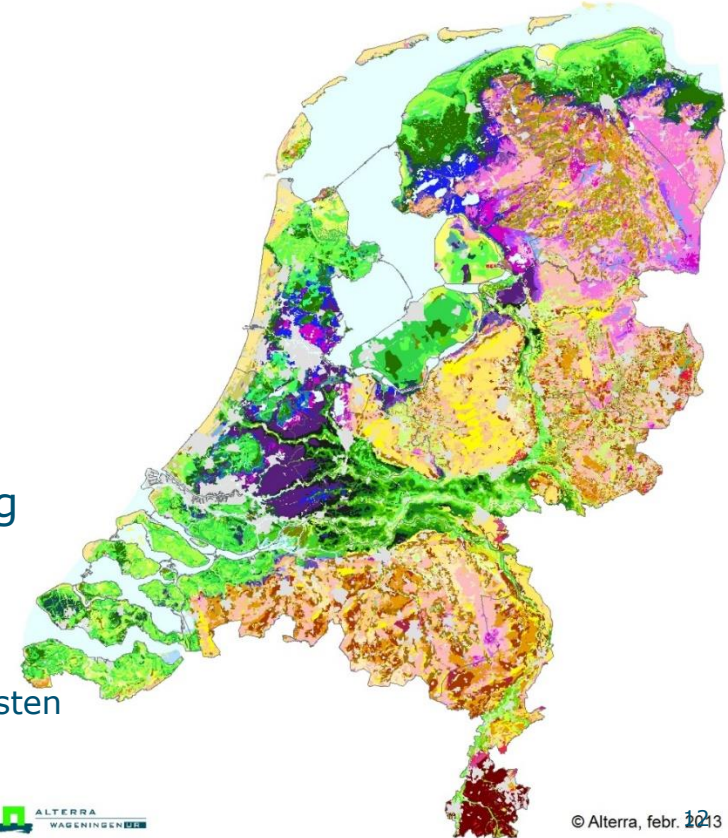 g
sten
ALTERRA
WAGENINGEN UR
© Alterra, febr. 2013
12